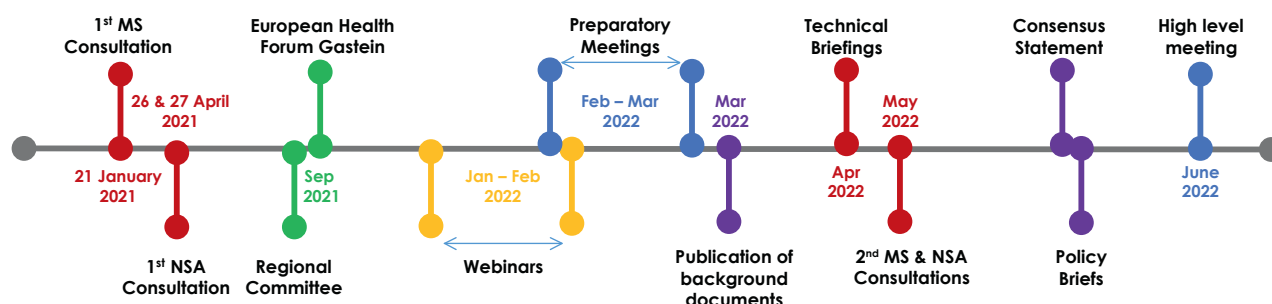 1st MS
Consultation
European Health
Forum Gastein
Preparatory
Meetings
Technical
Briefings
Consensus
Statement
High level
meeting
26 & 27 April
2021
Feb – Mar
2022
Mar
2022
May
2022
21 January
2021
Sep
2021
Jan – Feb
2022
Apr
2022
June
2022
1st NSA
Consultation
Regional
Committee
Webinars
Publication of
background
documents
2nd MS & NSA
Consultations
Policy
Briefs